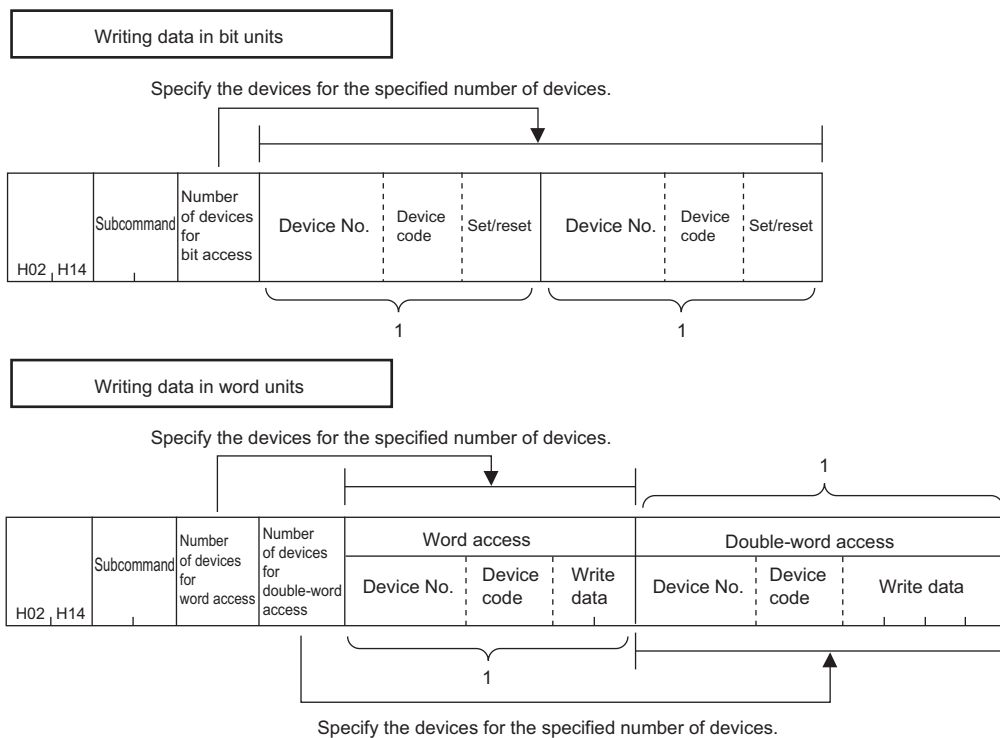 Writing data in bit units
Specify the devices for the specified number of devices.
Subcommand
Number
of devices
for
bit access
Device No.
Device
code
Set/reset
Device No.
Device
code
Set/reset
H02 H14
1
1
Writing data in word units
Specify the devices for the specified number of devices.
1
Subcommand
Number
of devices
for
word access
Number
of devices
for
double-word
access
Word access
Double-word access
Device No.
Device
code
Write
data
Device No.
Device
code
Write data
H02 H14
1
Specify the devices for the specified number of devices.